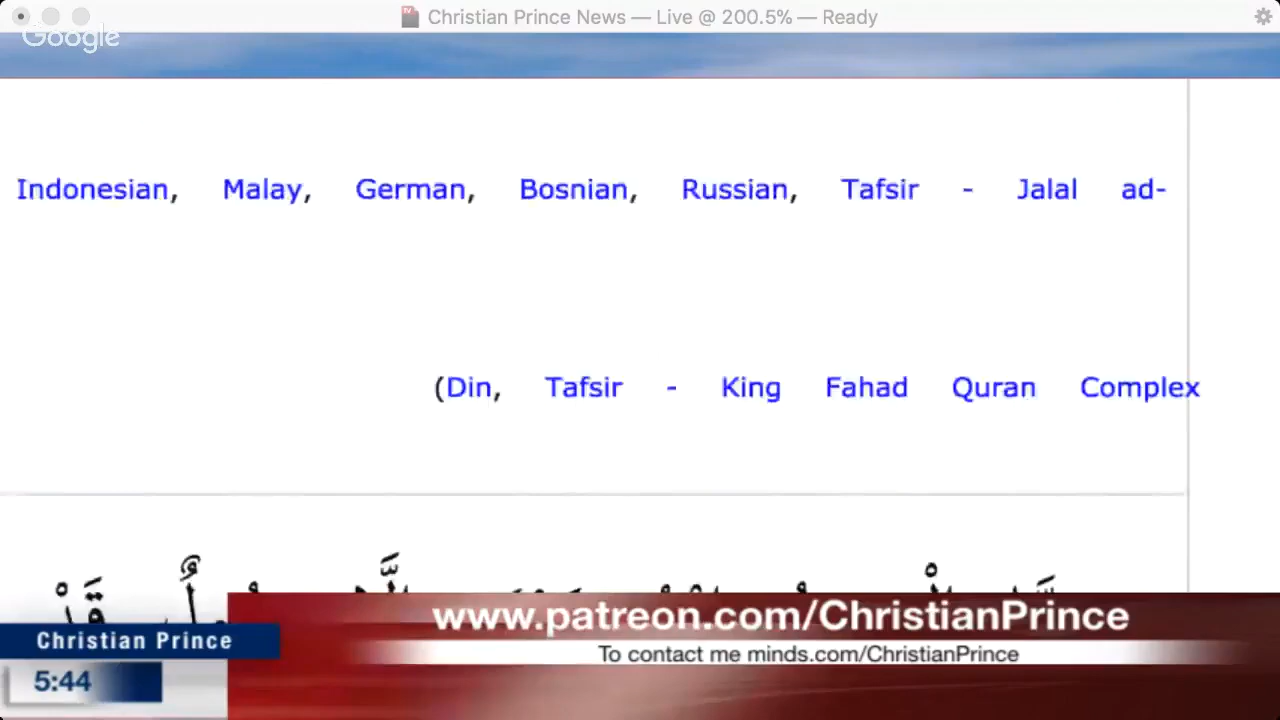 Christian Prince News — Live @ 200.5% — Ready
Google
Indonesian, Malay, German, Bosnian, Russian, Tafsir - Jalal ad-
(Din, Tafsir - King Fahad Quran Complex
www.patreon.com/ChristianPrince
Christian Prince
To contact me minds.com/ChristianPrince
5:44